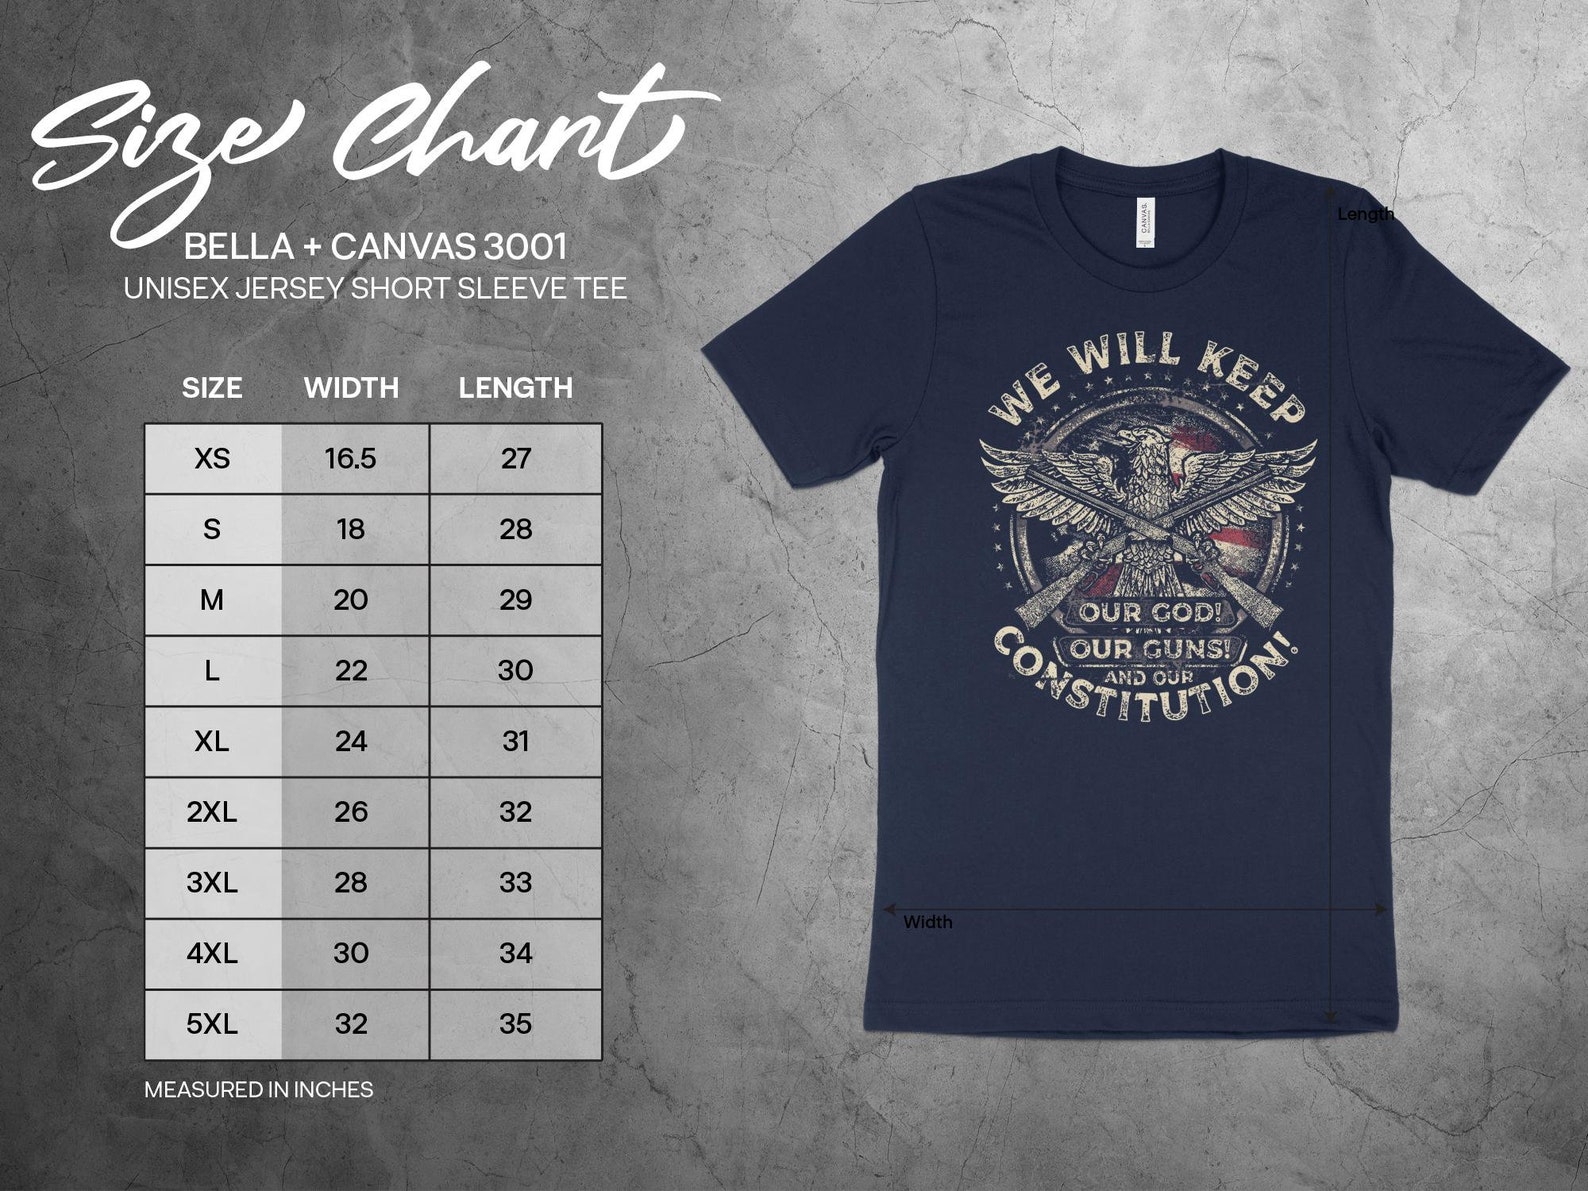 Size Chart
BELLA + CANVAS 3001
UNISEX JERSEY SHORT SLEEVE TEE
SIZE WIDTH LENGTH
XS 16.5 27
S 18 28
M 20 29
L 22 30
XL 24 31
2XL 26 32
3XL 28 33
4XL 30 34
5XL 32 35
MEASURED IN INCHES
CANVAS.
Length
WE WILL KEEP
OUR GOD!
OUR GUNS!
AND OUR
CONSTITUTION!
Width